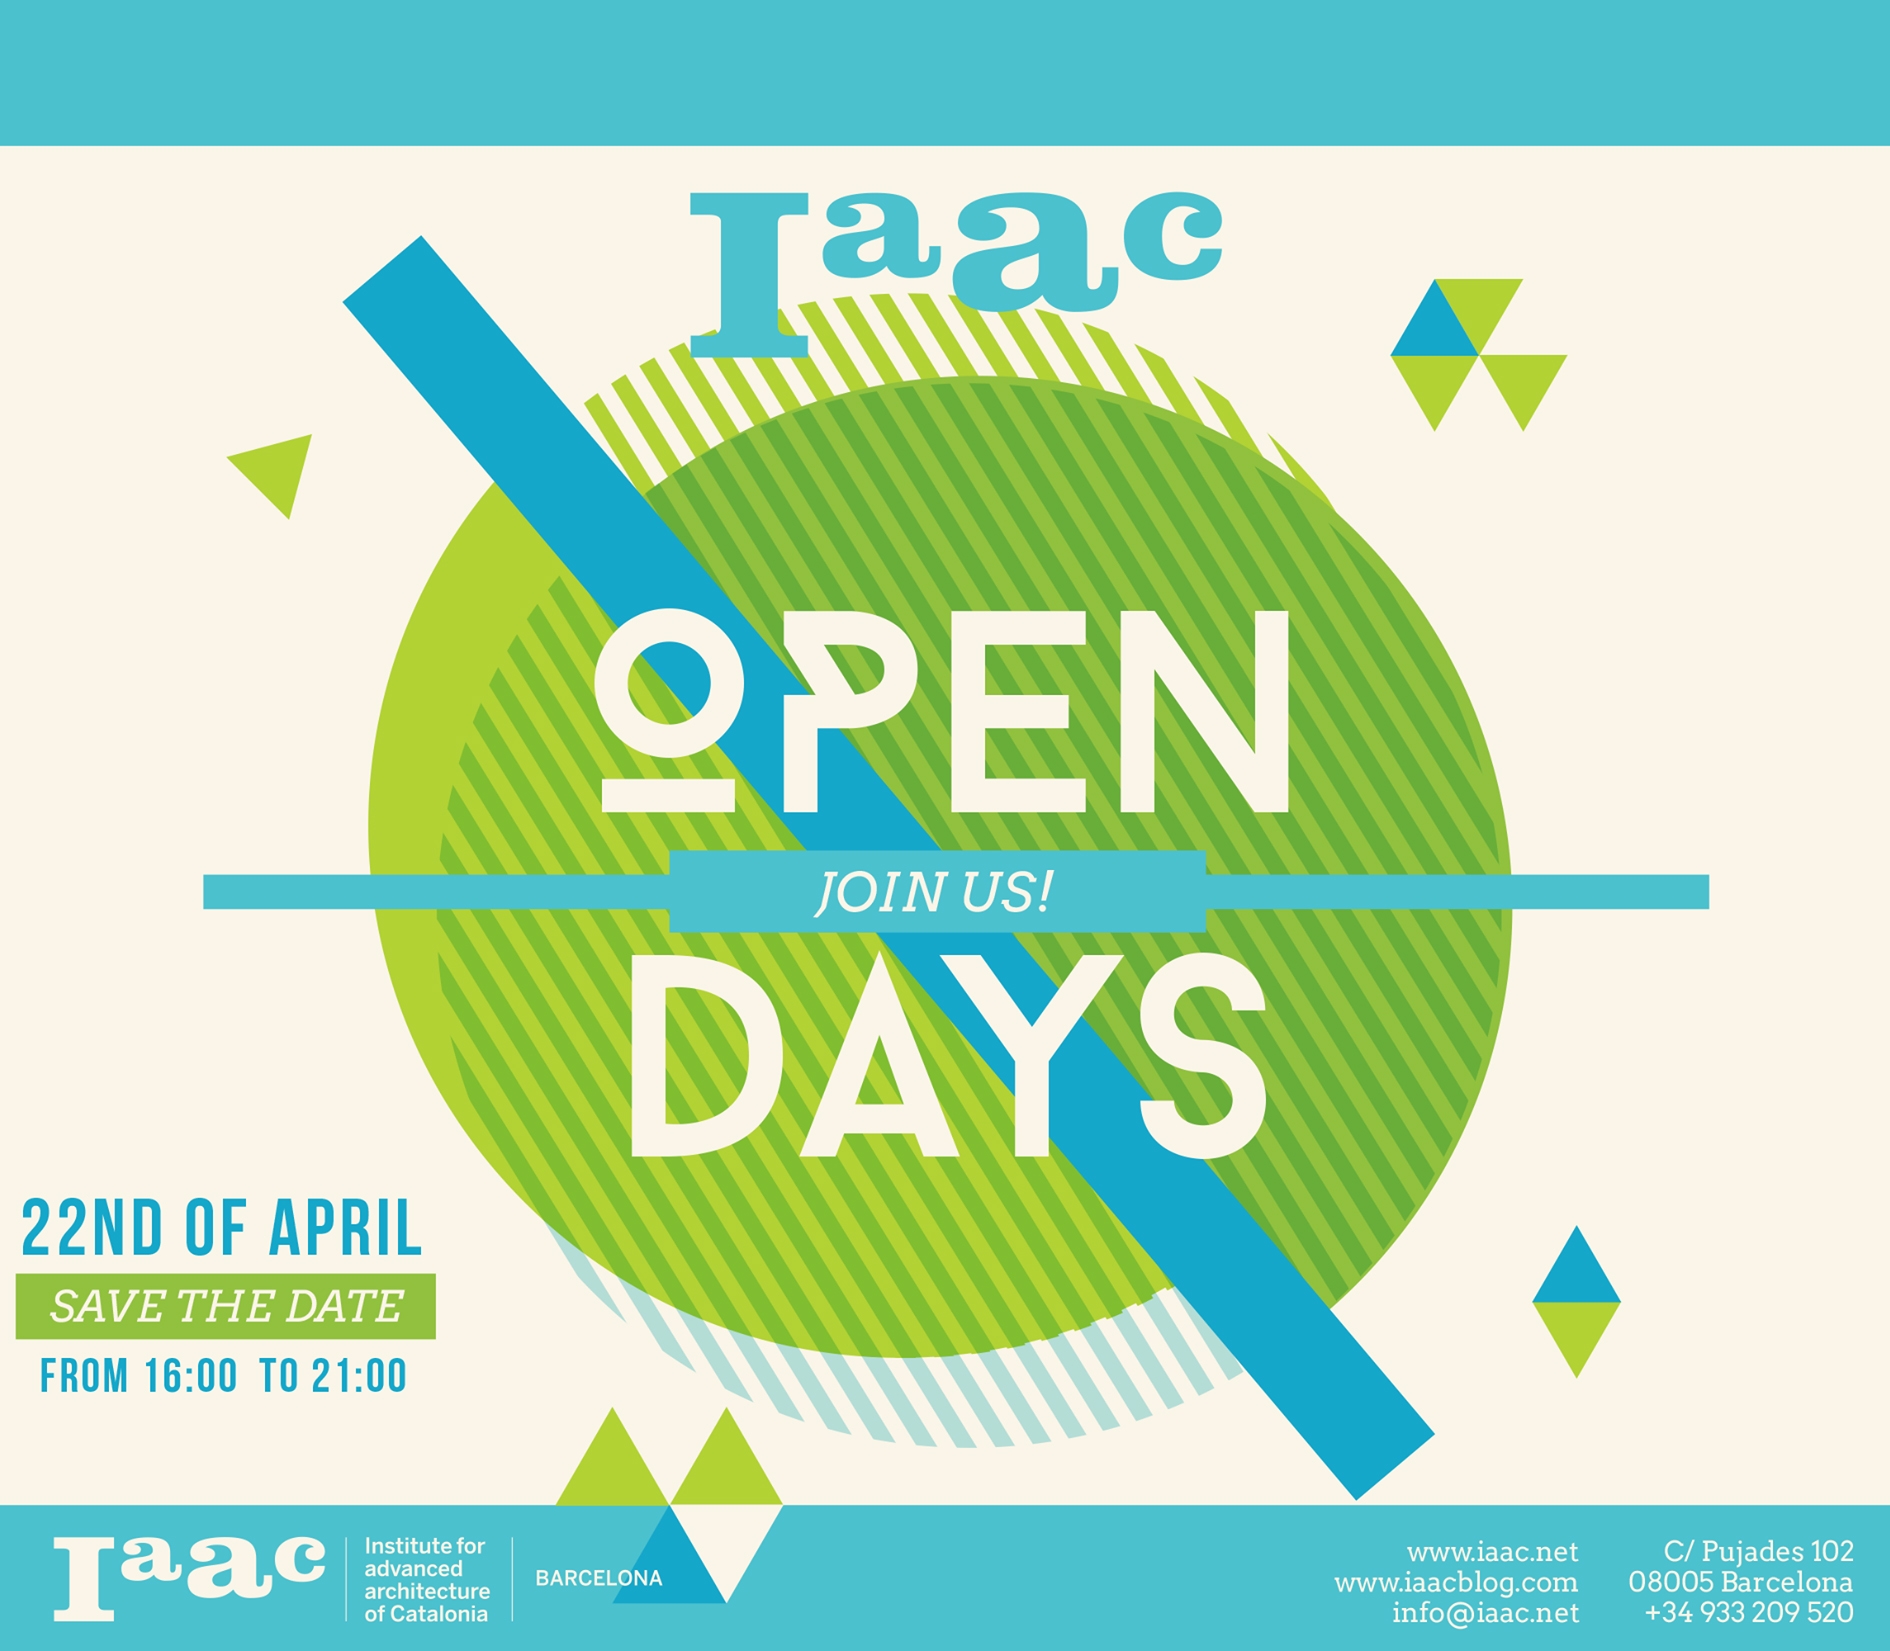 Iaac
OPEN
JOIN US!
DAYS
22ND OF APRIL
SAVE THE DATE
FROM 16:00 TO 21:00
Iaac
Institute for
advanced
architecture
of Catalonia
BARCELONA
www.iaac.net
www.iaacblog.com
info@iaac.net
C/ Pujades 102
08005 Barcelona
+34 933 209 520